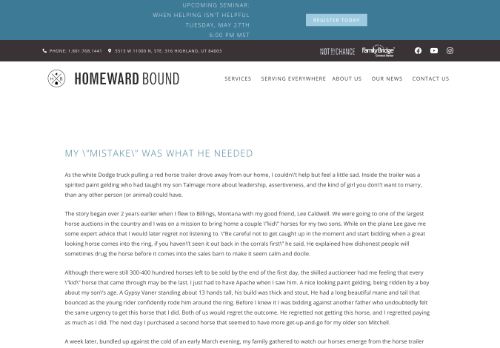 UPCOMING SEMINAR:
WHEN HELPING ISN'T HELPFUL
TUESDAY, MAY 27TH
6:00 PM MST
REGISTER TODAY
PHONE: 1.801.768.1441
5513 W 11000 N, STE. 316 HIGHLAND, UT 84003
NOT BY CHANCE
FamilyBridge
HOMEWARD BOUND
SERVICES
SERVING EVERYWHERE
ABOUT US
OUR NEWS
CONTACT US
MY \"MISTAKE\" WAS WHAT HE NEEDED
As the white Dodge truck pulling a red horse trailer drove away from our home, I couldn\'t help but feel a little sad. Inside the trailer was a
spirited paint gelding who had taught my son Talmage more about leadership, assertiveness, and the kind of girl you don\'t want to marry,
than any other person (or animal) could have.
The story began over 2 years earlier when I flew to Billings, Montana with my good friend, Lee Caldwell. We were going to one of the largest
horse auctions in the country and I was on a mission to bring home a couple \"kid\" horses for my two sons. While on the plane Lee gave me
some expert advice that I would later regret not listening to. \"Be careful not to get caught up in the moment and start bidding when a great
looking horse comes into the ring, if you haven\'t seen it out back in the corrals first\" he said. He explained how dishonest people will
sometimes drug the horse before it comes into the sales barn to make it seem calm and docile.
Although there were still 300-400 hundred horses left to be sold by the end of the first day, the skilled auctioneer had me feeling that every
\"kid\" horse that came through may be the last. I just had to have Apache when I saw him. A nice looking paint gelding, being ridden by a boy
about my son\'s age. A Gypsy Vaner standing about 13 hands tall, his build was thick and stout. He had a long beautiful mane and tail that
bounced as the young rider confidently rode him around the ring. Before I knew it I was bidding against another father who undoubtedly felt
the same urgency to get this horse that I did. Both of us would regret the outcome. He regretted not getting this horse, and I regretted paying
as much as I did. The next day I purchased a second horse that seemed to have more get-up-and-go for my older son Mitchell.
A week later, bundled up against the cold of an early March evening, my family gathered to watch our horses emerge from the horse trailer